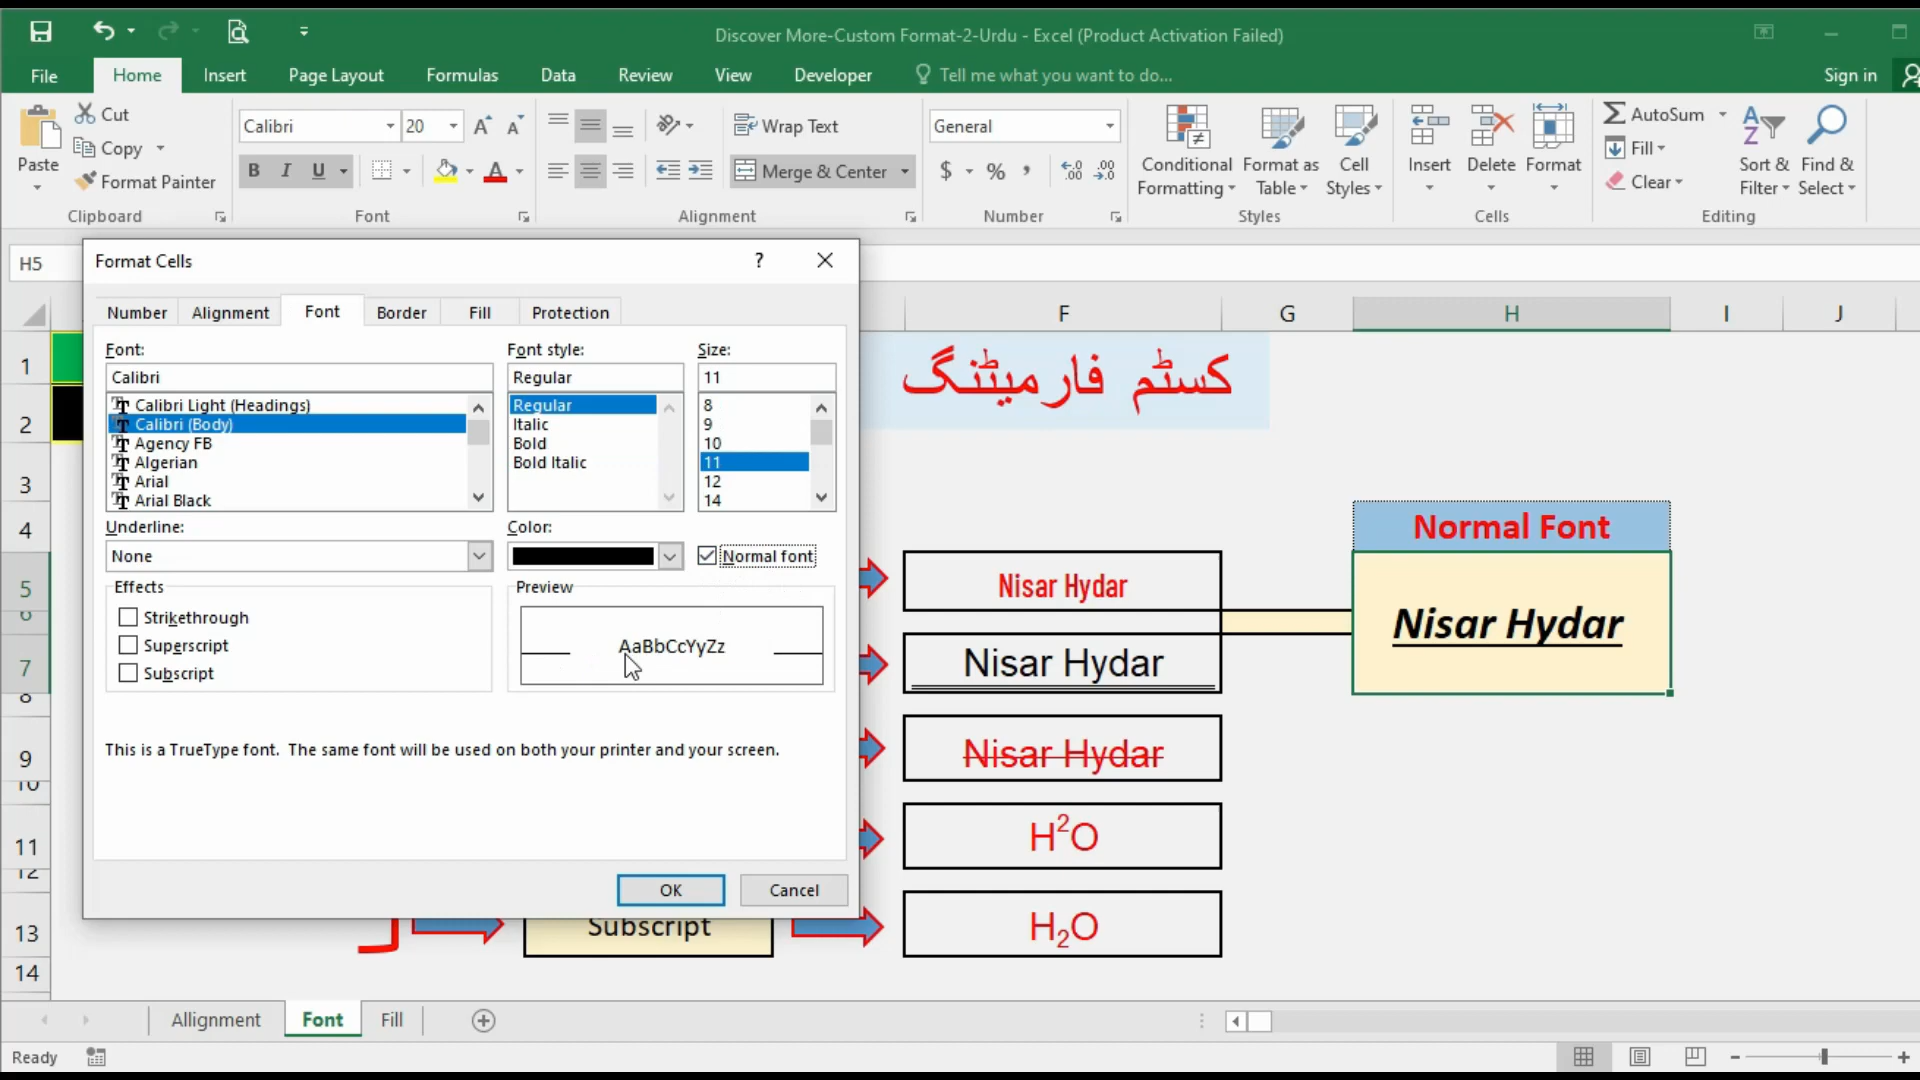 Discover More-Custom Format-2-Urdu - Excel (Product Activation Failed)
File Home Insert Page Layout Formulas Data Review View Developer Tell me what you want to do... Sign in
Paste
Cut
Copy
Format Painter
Clipboard
Calibri 20
B I U A
Font
Wrap Text
Merge & Center
Alignment
General
$ % ,
Number
Conditional Formatting
Format as Table
Cell Styles
Styles
Insert Delete Format
Cells
AutoSum
Fill
Clear
Sort & Filter
Find & Select
Editing
H5
Format Cells ?
Number Alignment Font Border Fill Protection
Font:
Calibri
Calibri Light (Headings)
Calibri (Body)
Agency FB
Algerian
Arial
Arial Black
Font style:
Regular
Regular
Italic
Bold
Bold Italic
Size:
11
8
9
10
11
12
14
Underline:
None
Color:
Normal font
Effects
Strikethrough
Superscript
Subscript
Preview
AaBbCcYyZz
This is a TrueType font. The same font will be used on both your printer and your screen.
OK Cancel
F G H I J
1
2
3
4
5
6
7
8
9
10
11
12
13
14
کسٹم فارمیٹنگ
Normal Font
Nisar Hydar
Nisar Hydar
Nisar Hydar
Nisar Hydar
H²O
Subscript
H₂O
Allignment Font Fill
Ready